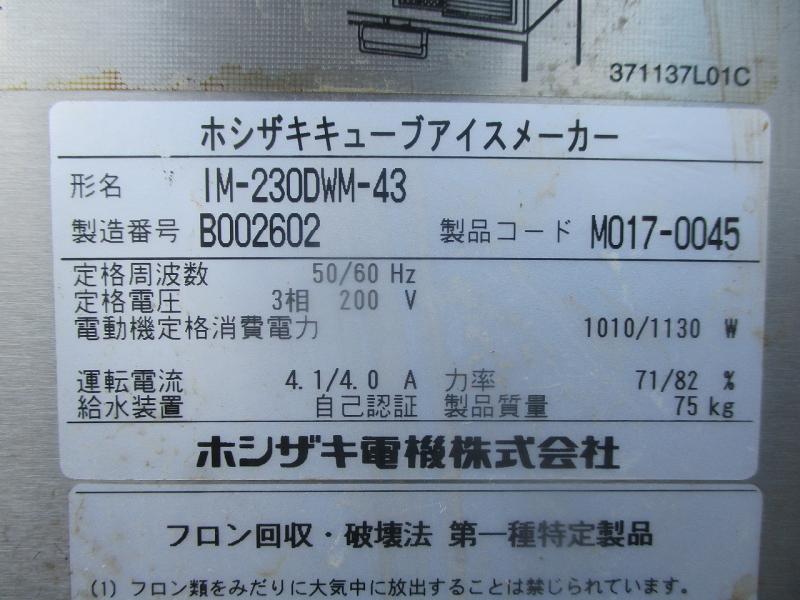 371137L01C
ホシザキキューブアイスメーカー
形名 IM-230DWM-43
製造番号 B002602 製品コード M017-0045
定格周波数 50/60 Hz
定格電圧 3相 200 V
電動機定格消費電力 1010/1130 W
運転電流 4.1/4.0 A 力率 71/82 %
給水装置 自己認証 製品質量 75 kg
ホシザキ電機株式会社
フロン回収・破壊法 第一種特定製品
(1) フロン類をみだりに大気中に放出することは禁じられています。